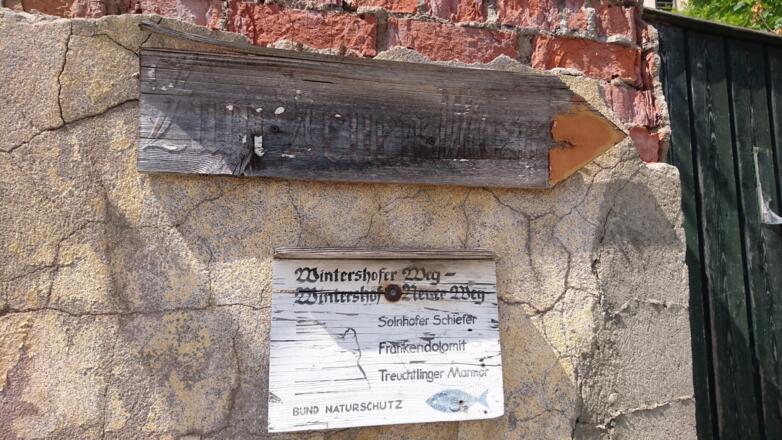 Wintershofer Weg -
Wintershof Neuer Weg
Solnhofer Schiefer
Frankendolomit
Treuchtlinger Marmor
BUND NATURSCHUTZ